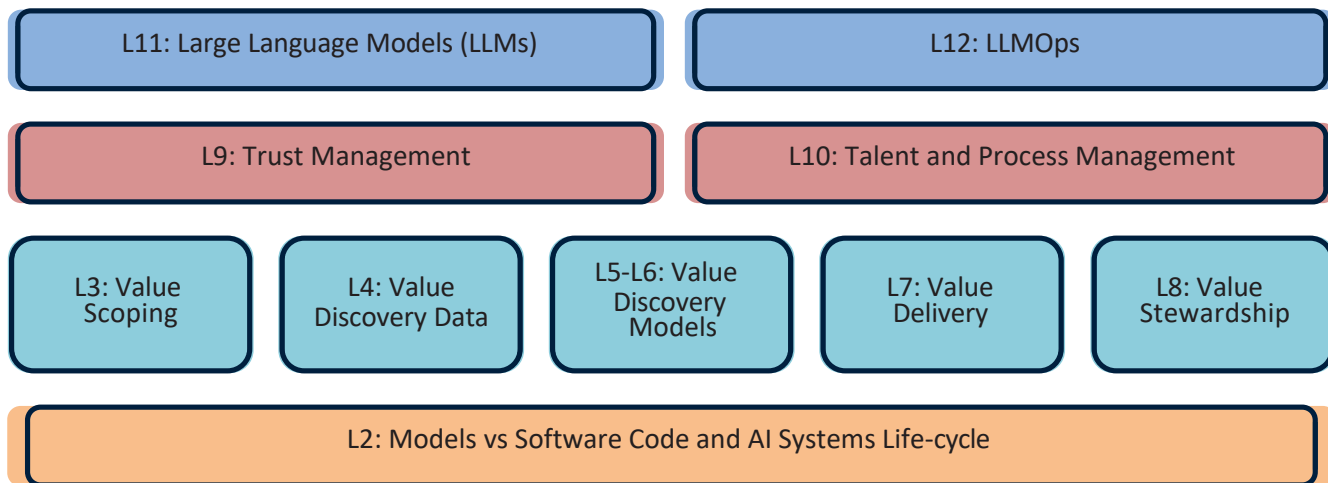 L11: Large Language Models (LLMs)
L12: LLMOps
L9: Trust Management
L10: Talent and Process Management
L3: Value
Scoping
L4: Value
Discovery Data
L5-L6: Value
Discovery
Models
L7: Value
Delivery
L8: Value
Stewardship
L2: Models vs Software Code and AI Systems Life-cycle